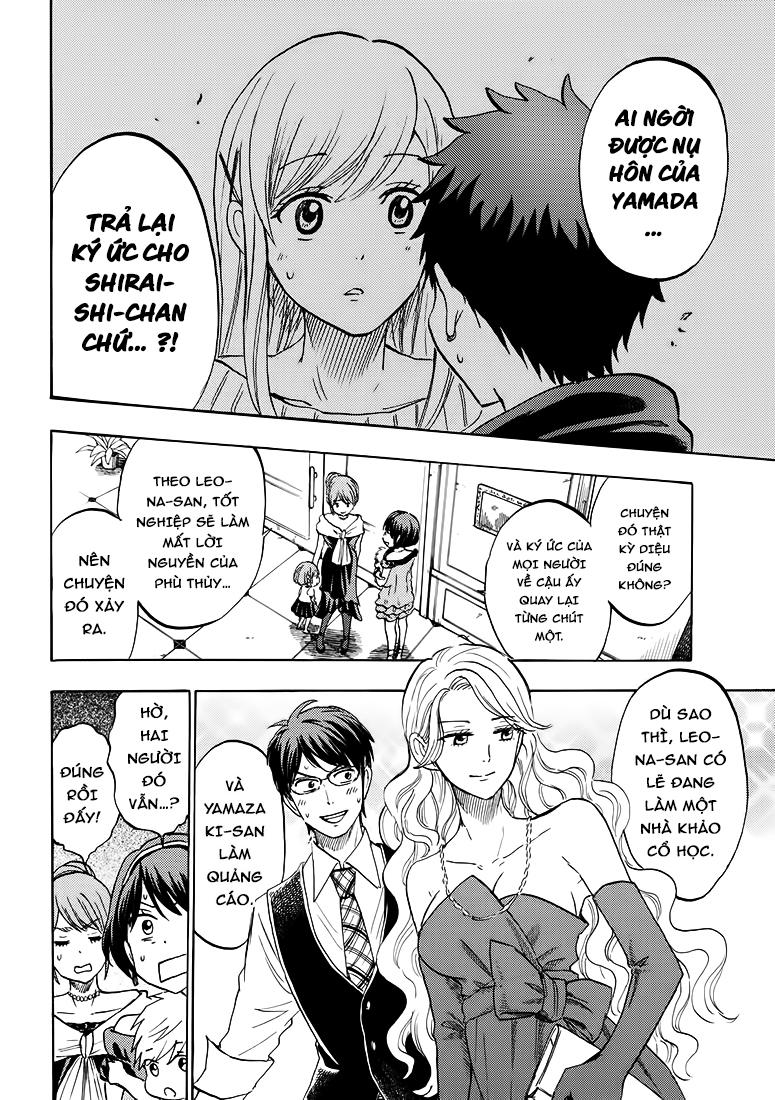 AI NGỜI
ĐƯỢC NỤ
HÔN CỦA
YAMADA
...
TRẢ LẠI
KÝ ỨC CHO
SHIRAI-
SHI-CHAN
CHỨ... ?!
CHUYỆN
ĐÓ THẬT
KỲ DIỆU
ĐÚNG
KHÔNG?
VÀ KÝ ỨC CỦA
MỌI NGƯỜI
VỀ CẬU ẤY
QUAY LẠI
TỪNG CHÚT
MỘT.
THEO LEO-
NA-SAN, TỐT
NGHIỆP SẼ LÀM
MẤT LỜI
NGUYỀN CỦA
PHÙ THỦY...
NÊN
CHUYỆN
ĐÓ XẢY
RA.
DÙ SAO
THÌ, LEO-
NA-SAN CÓ
LẼ ĐANG
LÀM MỘT
NHÀ KHẢO
CỔ HỌC.
VÀ
YAMAZA
KI-SAN
LÀM
QUẢNG
CÁO.
HỜ,
HAI
NGƯỜI
ĐÓ
VẪN...?
ĐÚNG
RỒI
ĐẤY!